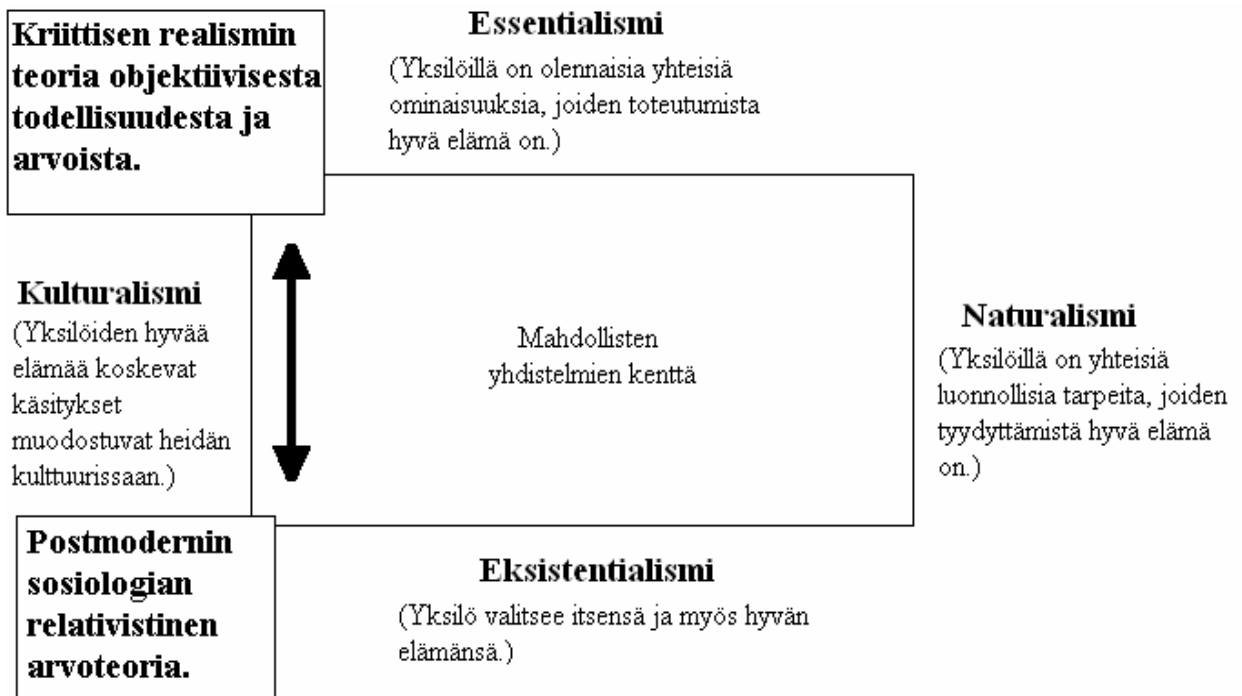 Kriittisen realismin
teoria objektiivisesta
todellisuudesta ja
arvoista.
Essentialismi
(Yksilöillä on olennaisia yhteisiä
ominaisuuksia, joiden toteutumista
hyvä elämä on.)
Kulturalismi
(Yksilöiden hyvää
elämää koskevat
käsitykset
muodostuvat heidän
kulttuurissaan.)
Mahdollisten
yhdistelmien kenttä
Naturalismi
(Yksilöillä on yhteisiä
luonnollisia tarpeita, joiden
tyydyttämistä hyvä elämä
on.)
Postmodernin
sosiologian
relativistinen
arvoteoria.
Eksistentialismi
(Yksilö valitsee itsensä ja myös hyvän
elämänsä.)